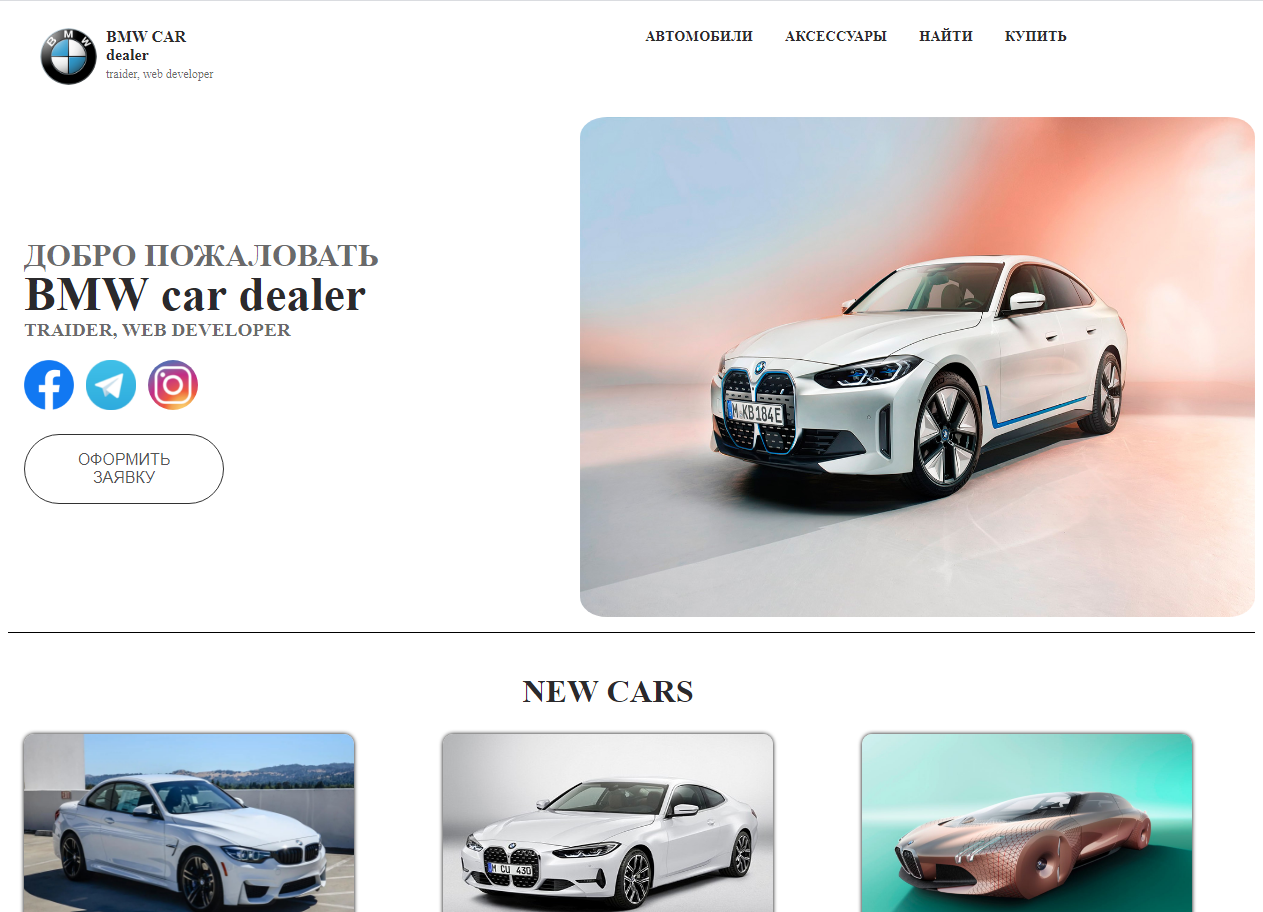 BMW
BMW CAR
dealer
traider, web developer
АВТОМОБИЛИ АКСЕССУАРЫ НАЙТИ КУПИТЬ
ДОБРО ПОЖАЛОВАТЬ
BMW car dealer
TRAIDER, WEB DEVELOPER
ОФОРМИТЬ
ЗАЯВКУ
M KB184E
NEW CARS
M CU 430